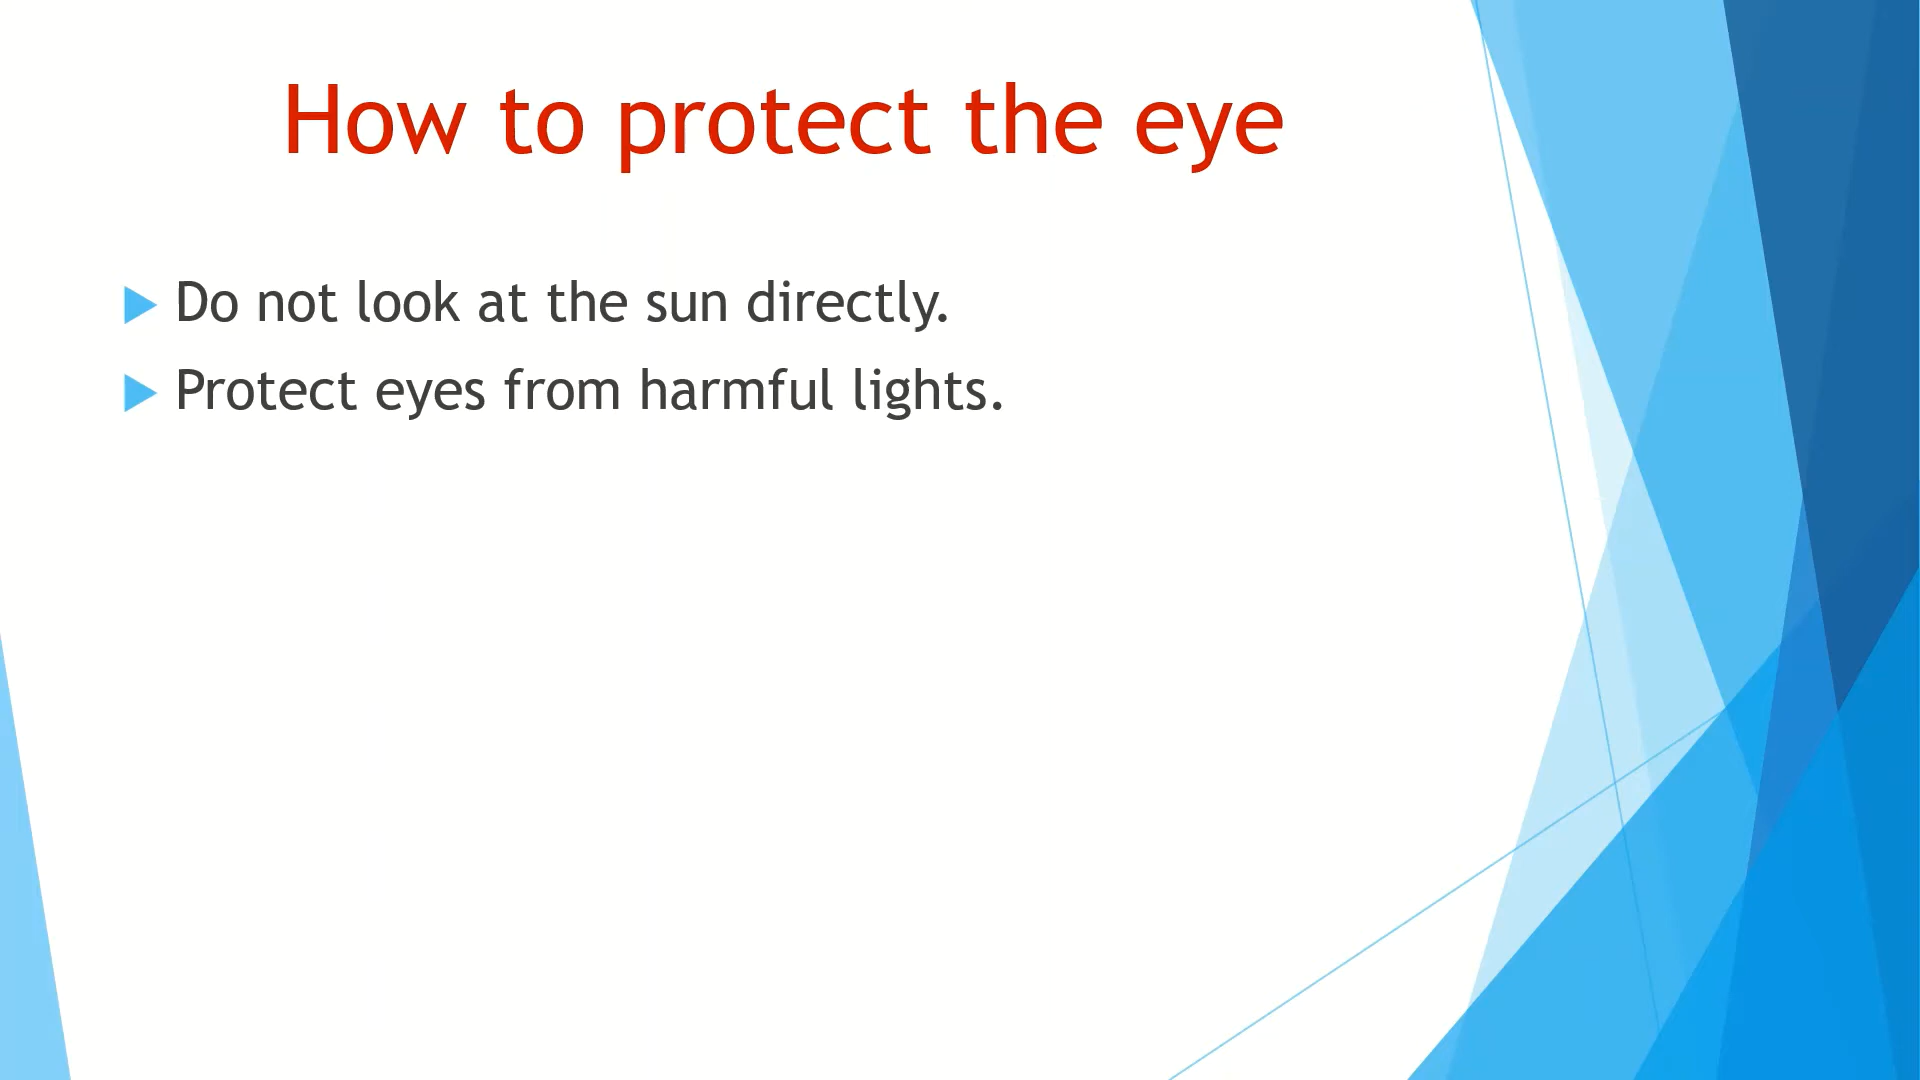 How to protect the eye
Do not look at the sun directly.
Protect eyes from harmful lights.